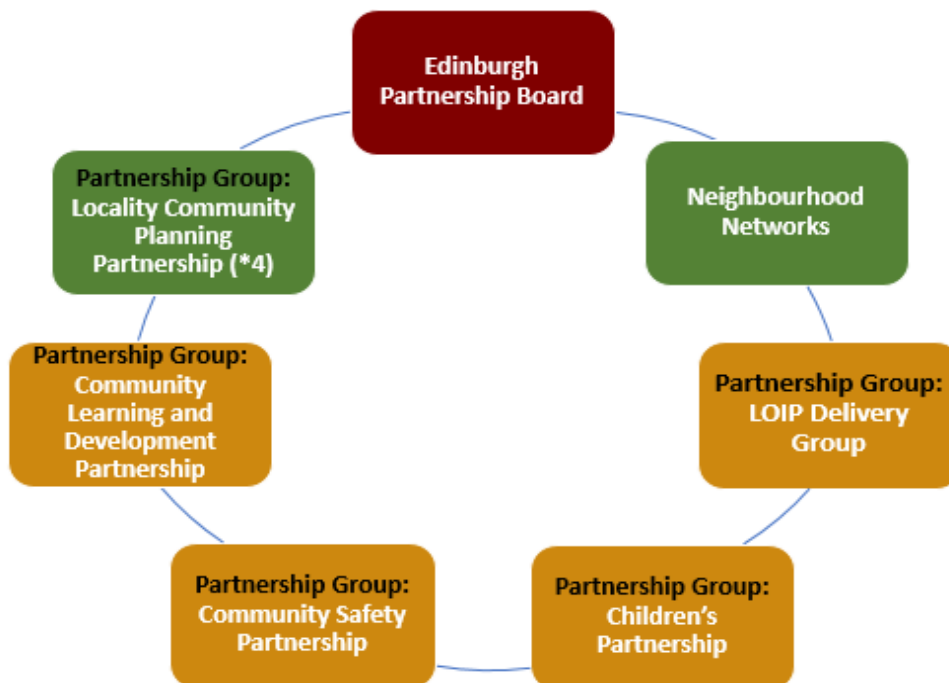 Edinburgh
Partnership Board
Neighbourhood
Networks
Partnership Group:
LOIP Delivery
Group
Partnership Group:
Children’s
Partnership
Partnership Group:
Community Safety
Partnership
Partnership Group:
Community
Learning and
Development
Partnership
Partnership Group:
Locality Community
Planning
Partnership (*4)